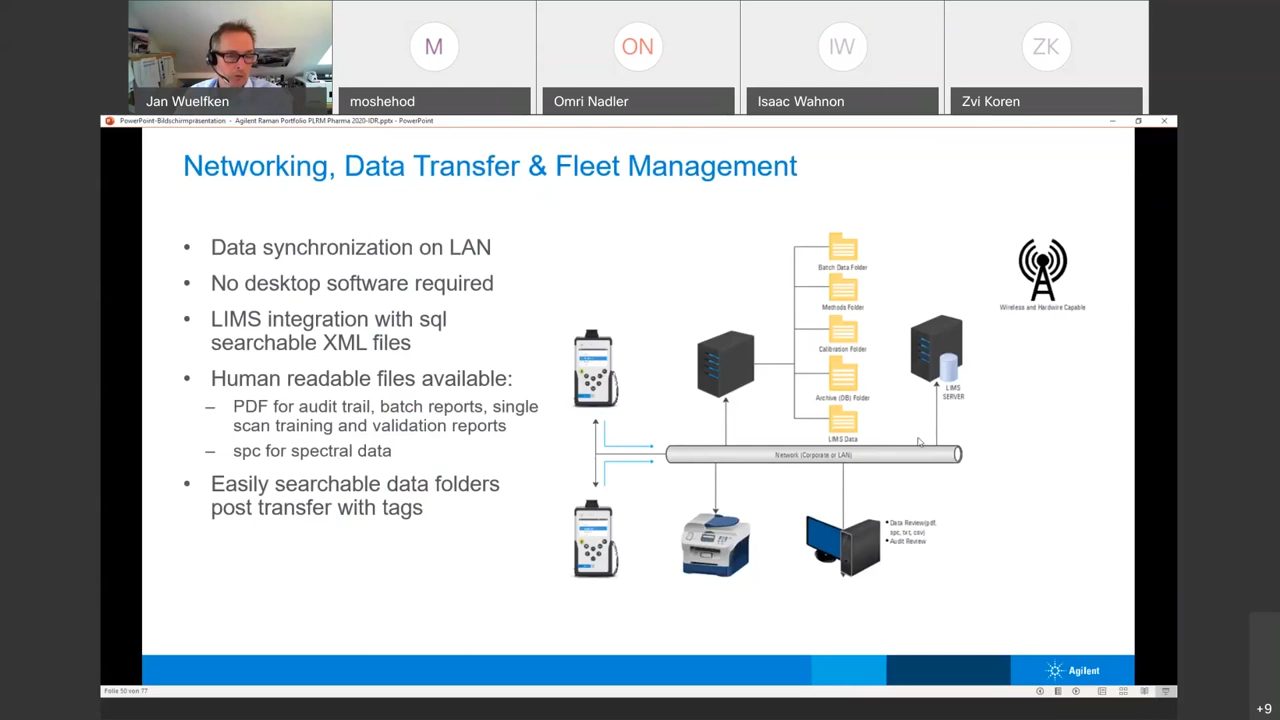 M
ON
IW
ZK
Jan Wuelfken
moshehod
Omri Nadler
Isaac Wahnon
Zvi Koren
PowerPoint-Bildschirmpräsentation - Agilent Raman Portfolio PLRM Pharma 2020-IDR.pptx - PowerPoint
Networking, Data Transfer & Fleet Management
• Data synchronization on LAN
• No desktop software required
• LIMS integration with sql
searchable XML files
• Human readable files available:
– PDF for audit trail, batch reports, single
scan training and validation reports
– spc for spectral data
• Easily searchable data folders
post transfer with tags
Batch Data Folder
Methods Folder
Calibration Folder
Archive (DB) Folder
LIMS Data
Wireless and Hardwire Capable
LIMS
SERVER
Network (Corporate or LAN)
• Data Review(pdf,
spc, txt, csv)
• Audit Review
Agilent
Folie 50 von 77
+9